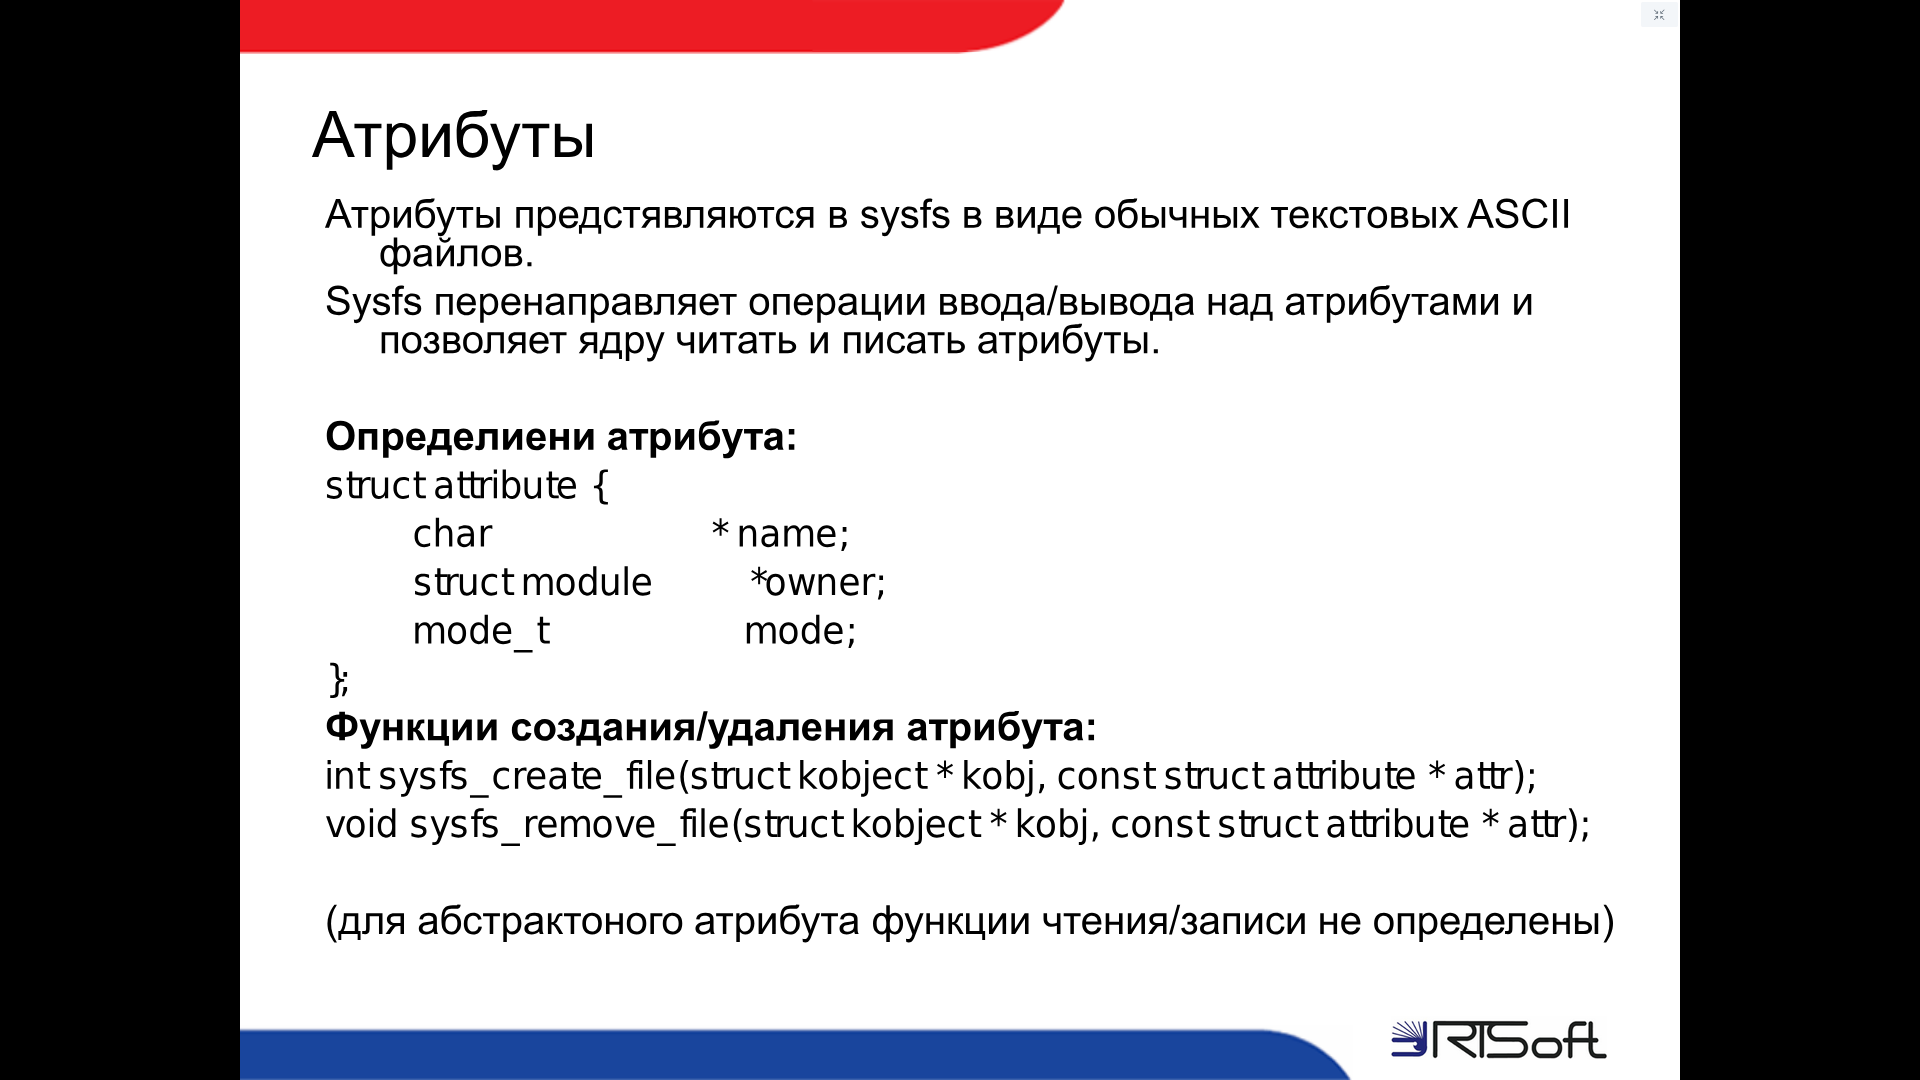 Атрибуты
Атрибуты предстявляются в sysfs в виде обычных текстовых ASCII
файлов.
Sysfs перенаправляет операции ввода/вывода над атрибутами и
позволяет ядру читать и писать атрибуты.
Определиени атрибута:
struct attribute {
char * name;
struct module *owner;
mode_t mode;
};
Функции создания/удаления атрибута:
int sysfs_create_file(struct kobject * kobj, const struct attribute * attr);
void sysfs_remove_file(struct kobject * kobj, const struct attribute * attr);
(для абстрактоного атрибута функции чтения/записи не определены)
RTSoft